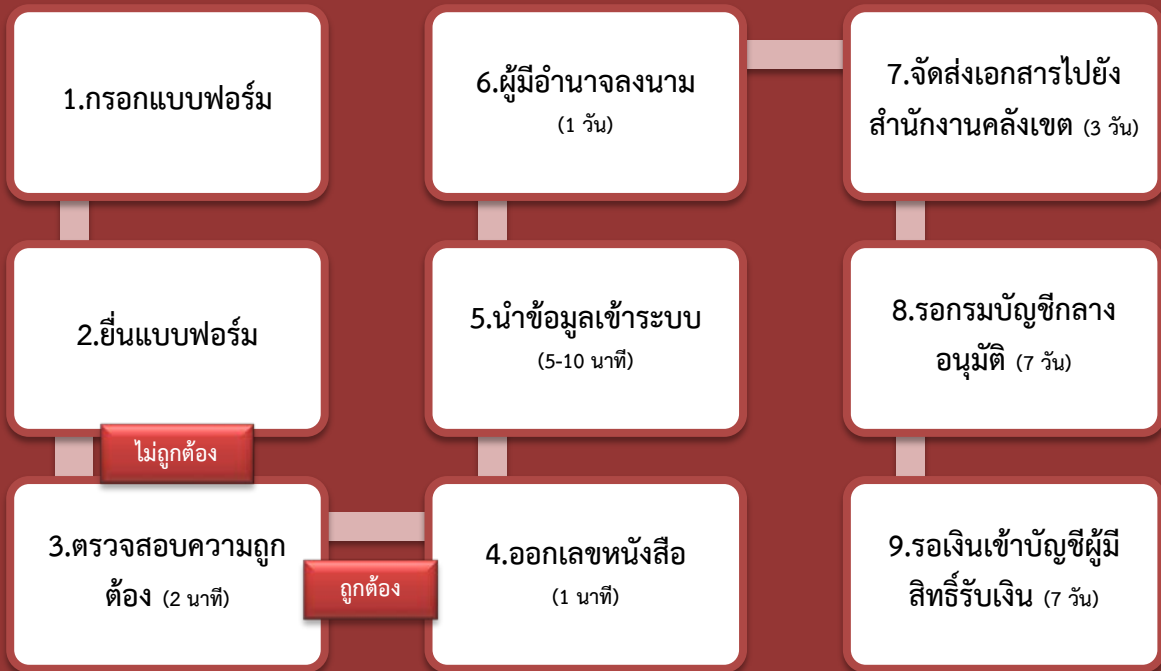 1.กรอกแบบฟอร์ม
2.ยื่นแบบฟอร์ม
ไม่ถูกต้อง
3.ตรวจสอบความถูก
ต้อง (2 นาที)
ถูกต้อง
4.ออกเลขหนังสือ
(1 นาที)
5.นำข้อมูลเข้าระบบ
(5-10 นาที)
6.ผู้มีอำนาจลงนาม
(1 วัน)
7.จัดส่งเอกสารไปยัง
สำนักงานคลังเขต (3 วัน)
8.รอกรมบัญชีกลาง
อนุมัติ (7 วัน)
9.รอเงินเข้าบัญชีผู้มี
สิทธิ์รับเงิน (7 วัน)